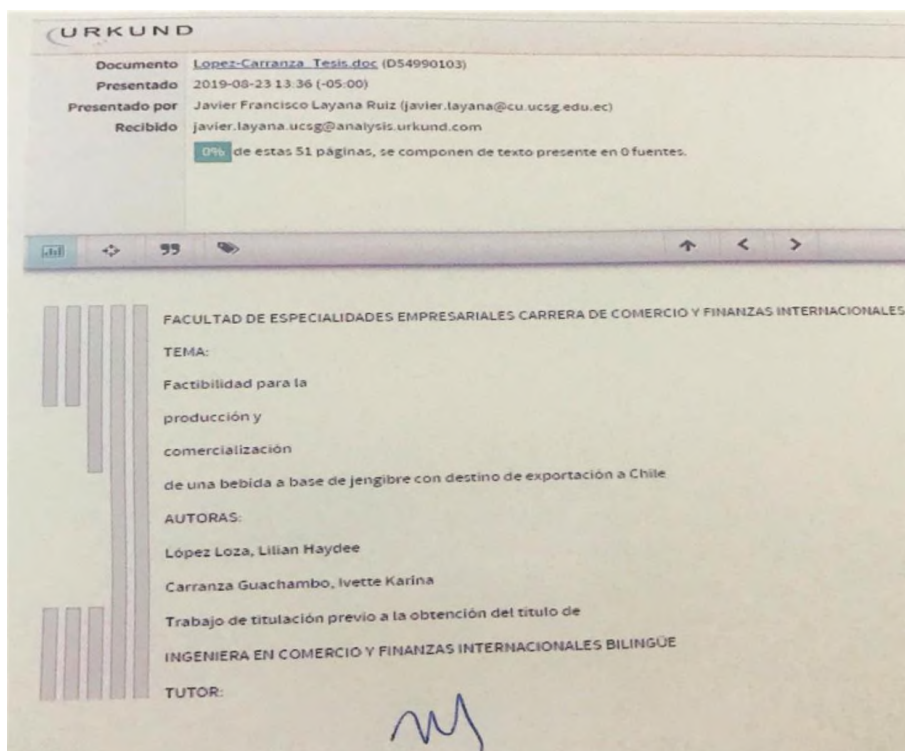 URKUND
Documento Lopez-Carranza_Tesis.doc (D54990103)
Presentado 2019-08-23 13:36 (-05:00)
Presentado por Javier Francisco Layana Ruiz (javier.layana@cu.ucsg.edu.ec)
Recibido javier.layana.ucsg@analysis.urkund.com
0% de estas 51 páginas, se componen de texto presente en 0 fuentes.
FACULTAD DE ESPECIALIDADES EMPRESARIALES CARRERA DE COMERCIO Y FINANZAS INTERNACIONALES
TEMA:
Factibilidad para la
producción y
comercialización
de una bebida a base de jengibre con destino de exportación a Chile
AUTORAS:
López Loza, Lilian Haydee
Carranza Guachambo, Ivette Karina
Trabajo de titulación previo a la obtención del título de
INGENIERA EN COMERCIO Y FINANZAS INTERNACIONALES BILINGÜE
TUTOR: